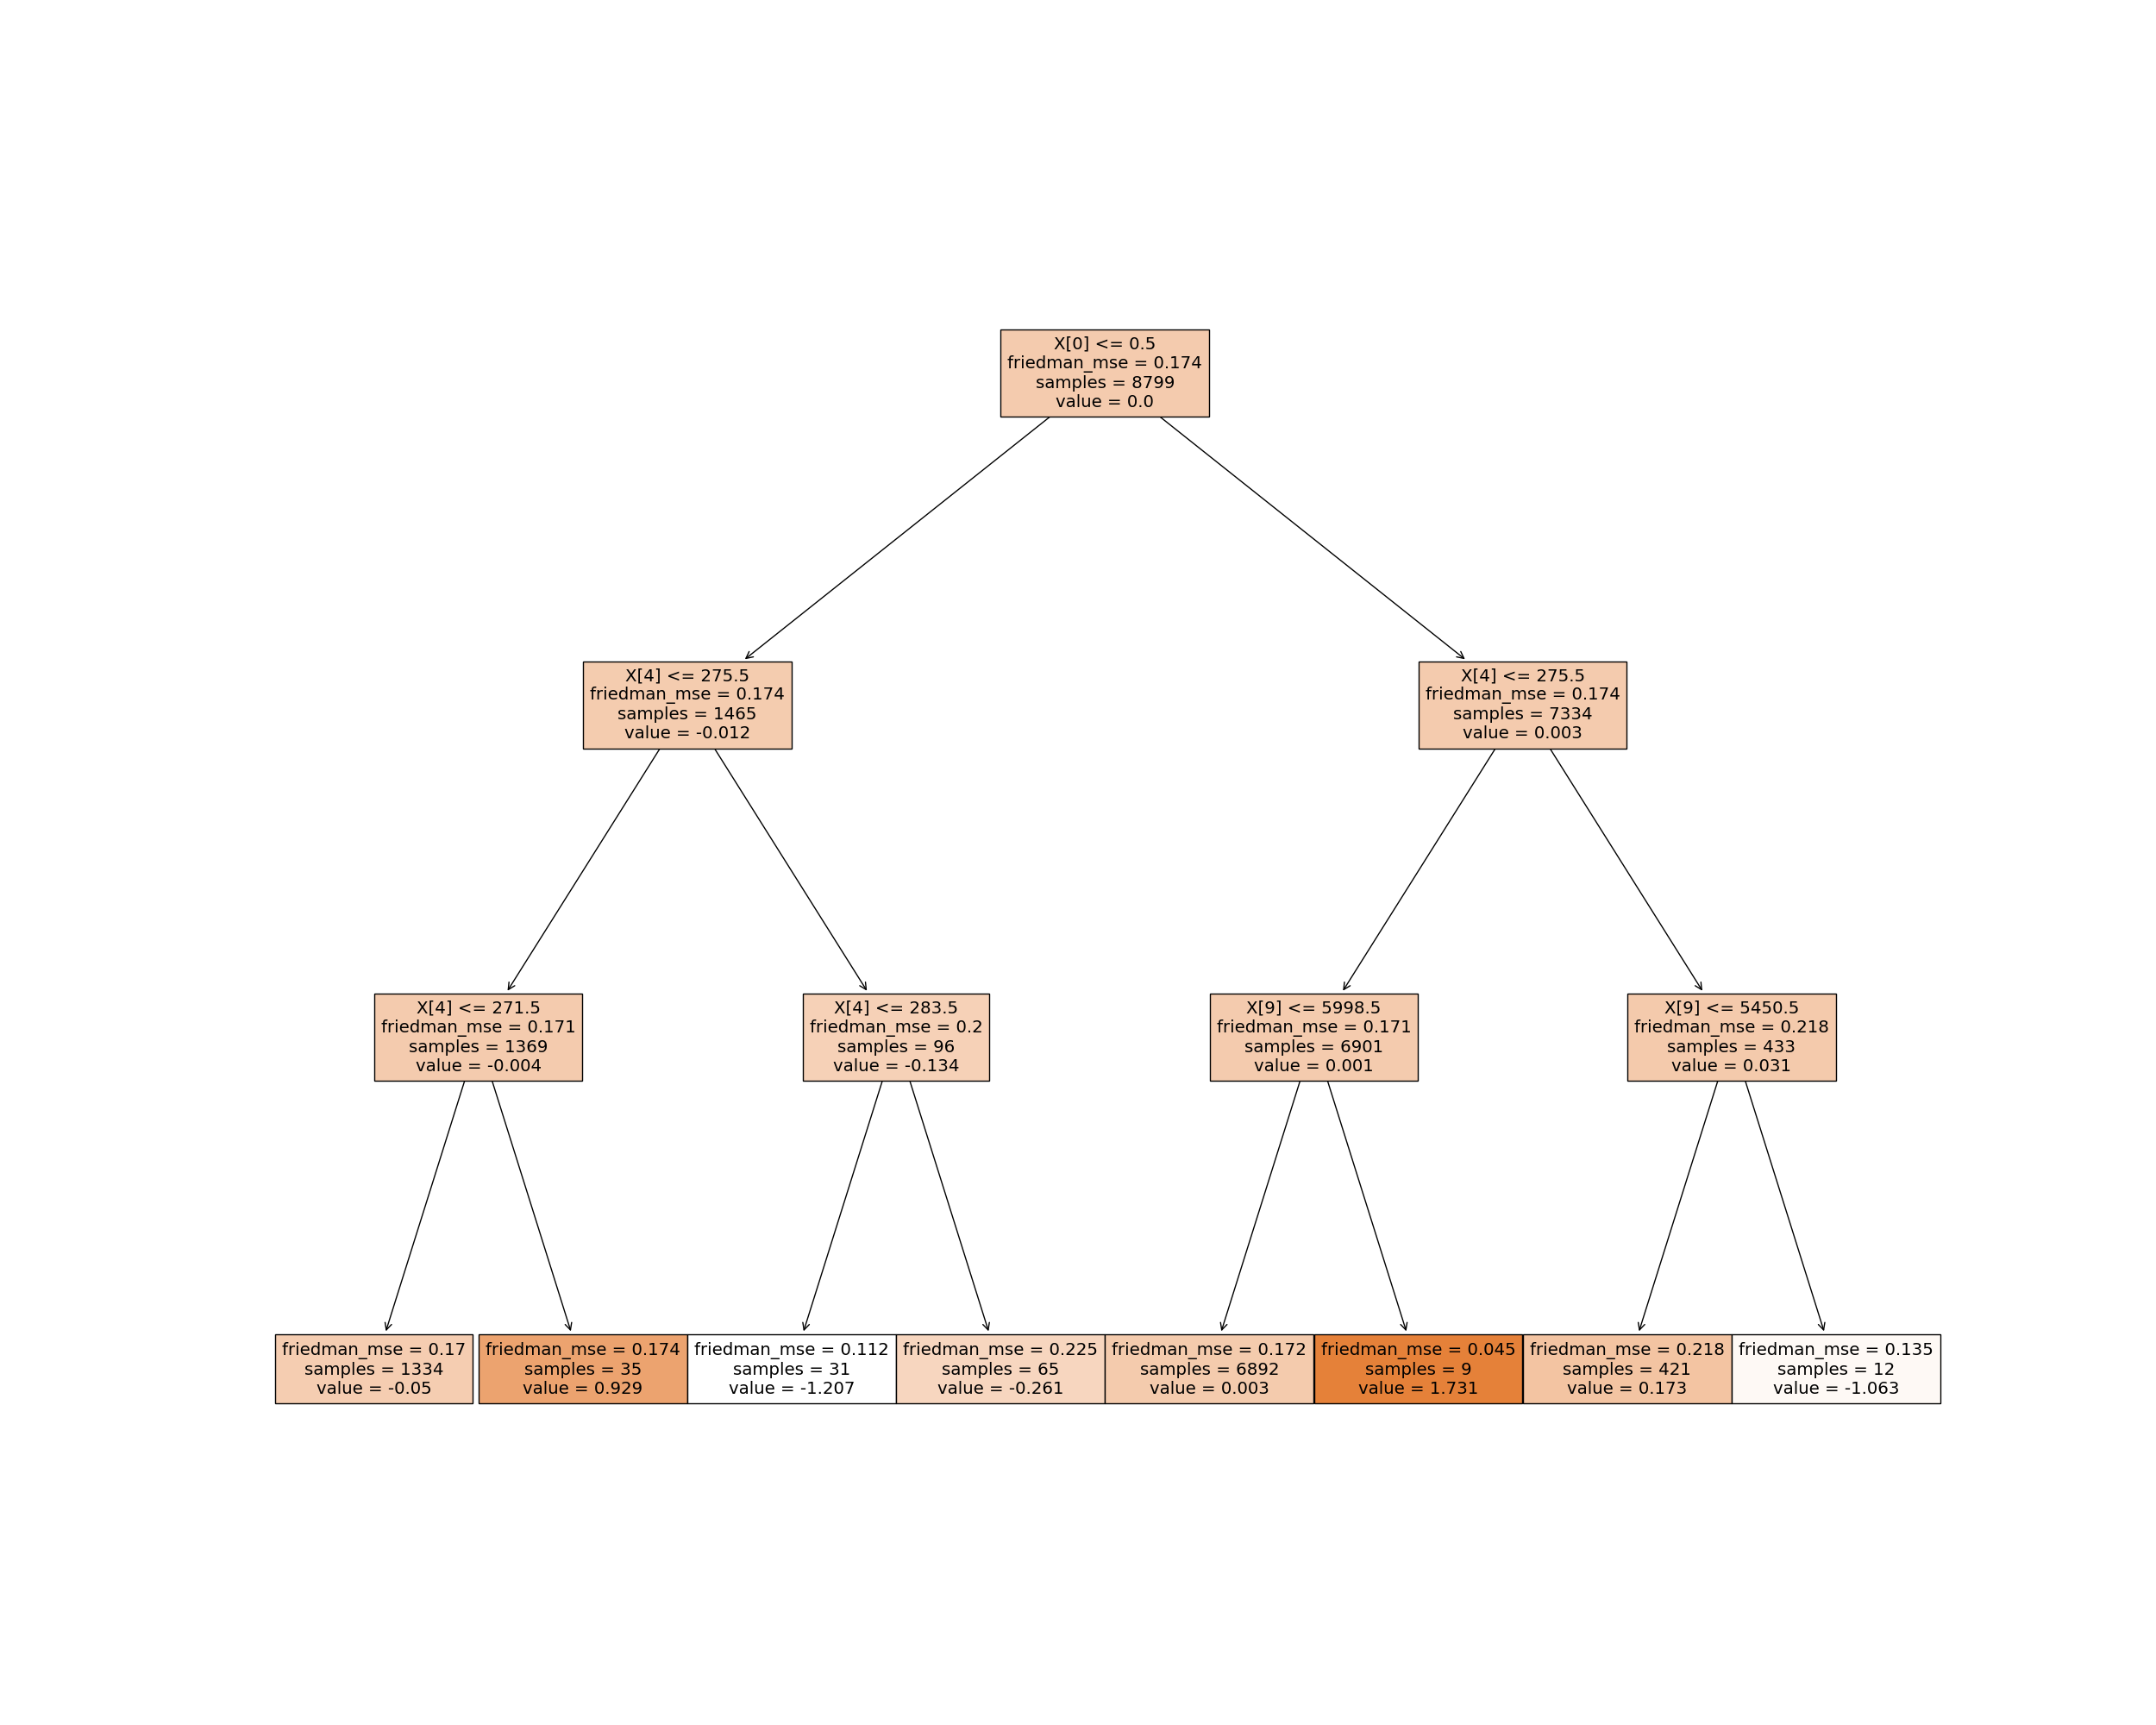 X[0] <= 0.5
friedman_mse = 0.174
samples = 8799
value = 0.0
X[4] <= 275.5
friedman_mse = 0.174
samples = 1465
value = -0.012
X[4] <= 275.5
friedman_mse = 0.174
samples = 7334
value = 0.003
X[4] <= 271.5
friedman_mse = 0.171
samples = 1369
value = -0.004
X[4] <= 283.5
friedman_mse = 0.2
samples = 96
value = -0.134
X[9] <= 5998.5
friedman_mse = 0.171
samples = 6901
value = 0.001
X[9] <= 5450.5
friedman_mse = 0.218
samples = 433
value = 0.031
friedman_mse = 0.17
samples = 1334
value = -0.05
friedman_mse = 0.174
samples = 35
value = 0.929
friedman_mse = 0.112
samples = 31
value = -1.207
friedman_mse = 0.225
samples = 65
value = -0.261
friedman_mse = 0.172
samples = 6892
value = 0.003
friedman_mse = 0.045
samples = 9
value = 1.731
friedman_mse = 0.218
samples = 421
value = 0.173
friedman_mse = 0.135
samples = 12
value = -1.063